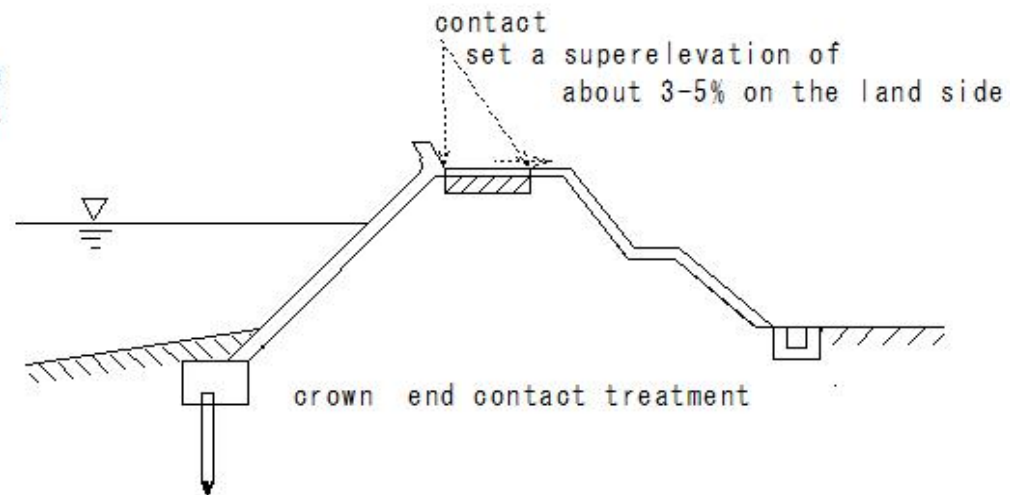 contact
set a superelevation of
about 3-5% on the land side
crown end contact treatment